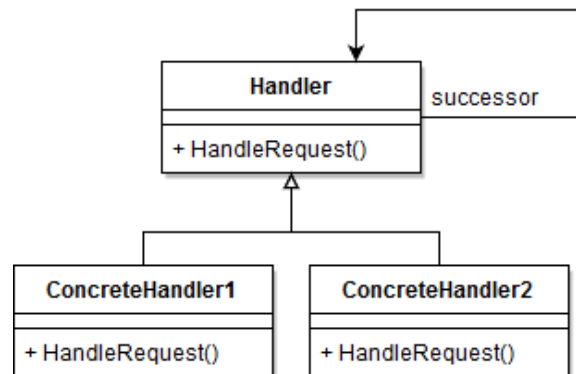 Handler
successor
+ HandleRequest()
ConcreteHandler1
ConcreteHandler2
+ HandleRequest()
+ HandleRequest()